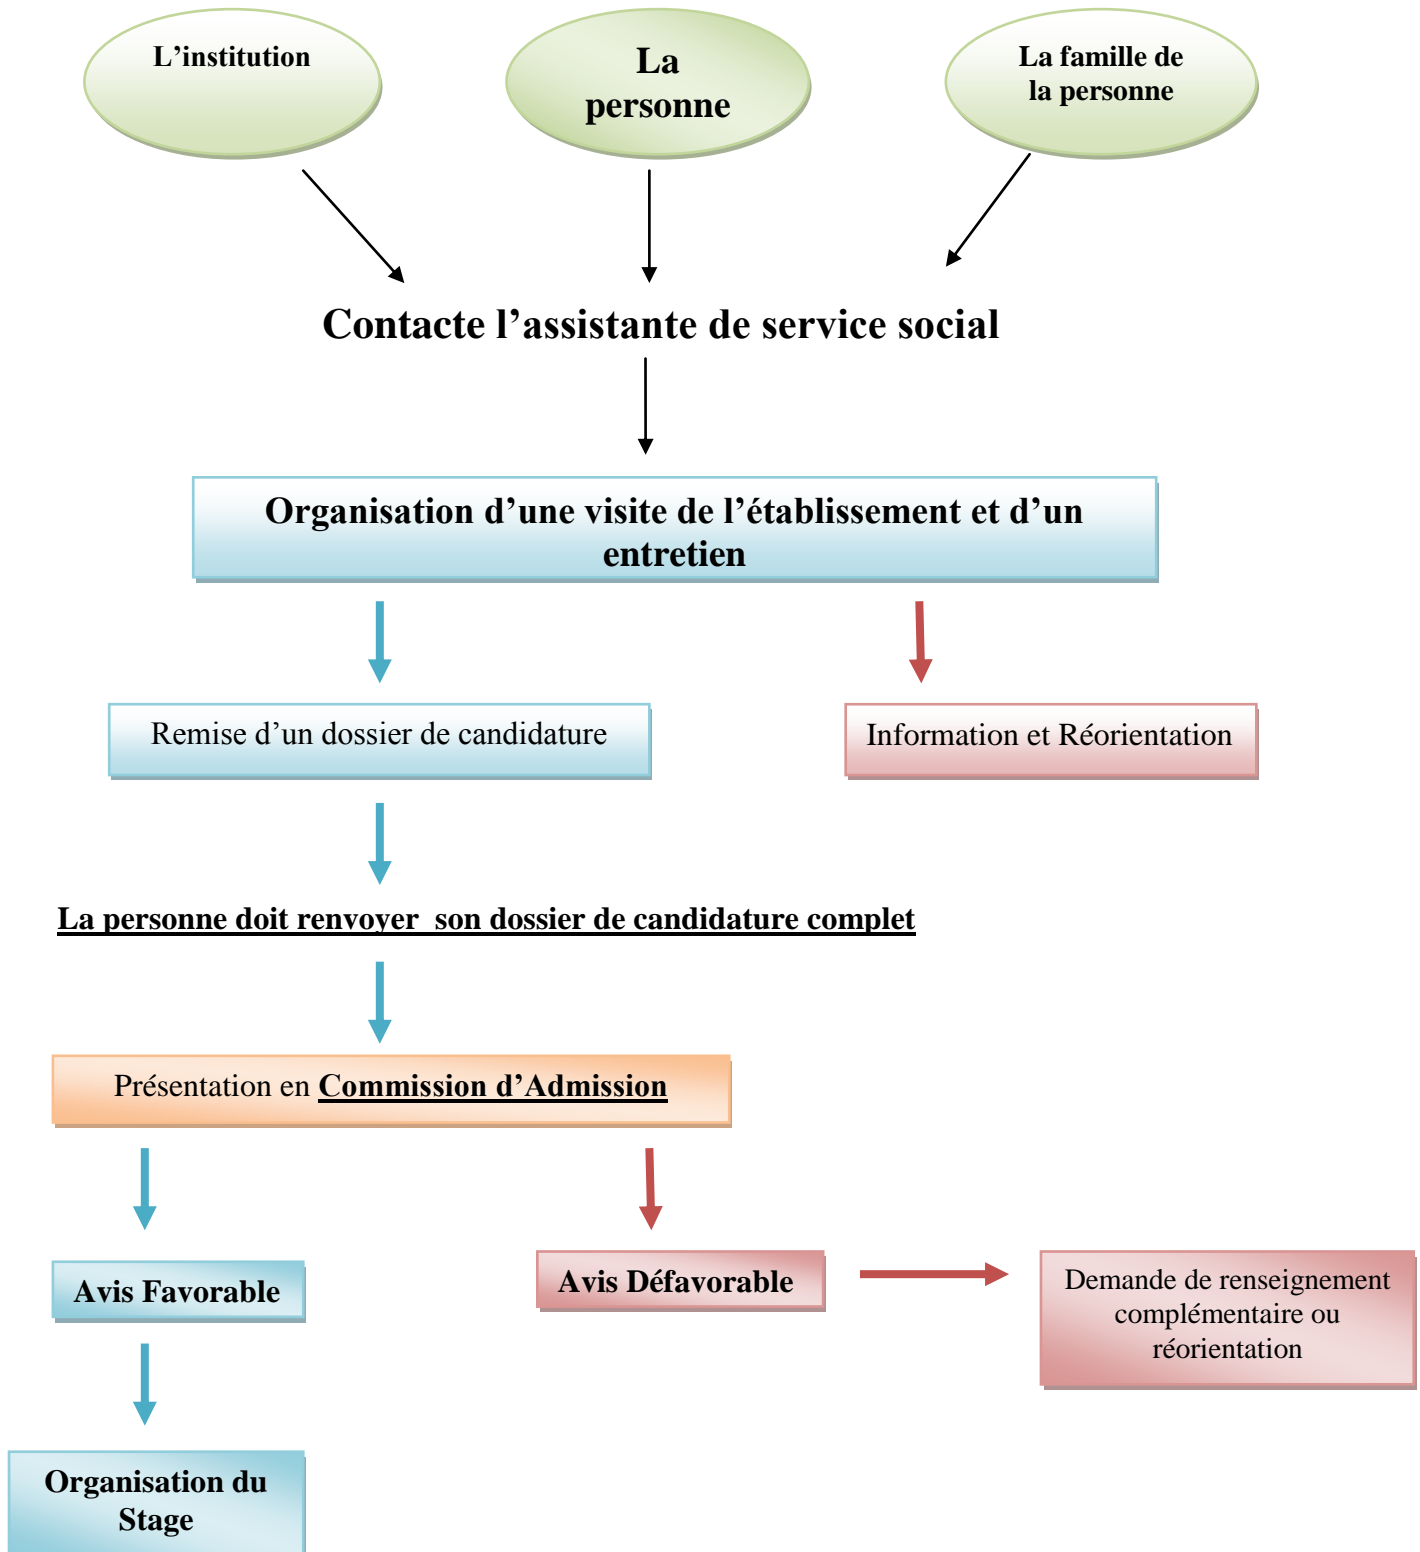 L’institution
La
personne
La famille de
la personne
Contacte l’assistante de service social
Organisation d’une visite de l’établissement et d’un
entretien
Remise d’un dossier de candidature
Information et Réorientation
La personne doit renvoyer  son dossier de candidature complet
Présentation en Commission d’Admission
Avis Favorable
Avis Défavorable
Demande de renseignement
complémentaire ou
réorientation
Organisation du
Stage